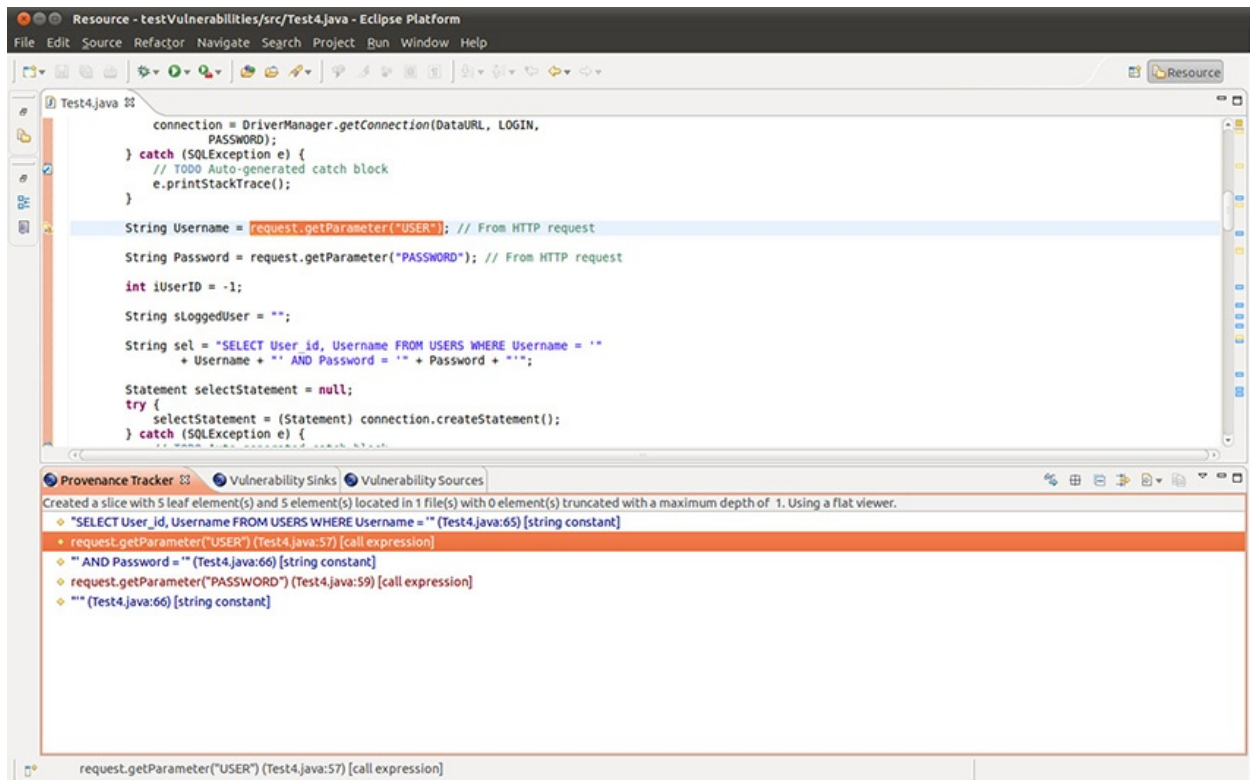 Resource - testVulnerabilities/src/Test4.java - Eclipse Platform
File Edit Source Refactor Navigate Search Project Run Window Help
Resource
Test4.java
connection = DriverManager.getConnection(DataURL, LOGIN,
PASSWORD);
} catch (SQLException e) {
// TODO Auto-generated catch block
e.printStackTrace();
}
String Username = request.getParameter("USER"); // From HTTP request
String Password = request.getParameter("PASSWORD"); // From HTTP request
int iUserID = -1;
String sLoggedUser = "";
String sel = "SELECT User_id, Username FROM USERS WHERE Username = '"
+ Username + "' AND Password = '" + Password + "'";
Statement selectStatement = null;
try {
selectStatement = (Statement) connection.createStatement();
} catch (SQLException e) {
Provenance Tracker Vulnerability Sinks Vulnerability Sources
Created a slice with 5 leaf element(s) and 5 element(s) located in 1 file(s) with 0 element(s) truncated with a maximum depth of 1. Using a flat viewer.
"SELECT User_id, Username FROM USERS WHERE Username = '" (Test4.java:65) [string constant]
request.getParameter("USER") (Test4.java:57) [call expression]
"' AND Password = '" (Test4.java:66) [string constant]
request.getParameter("PASSWORD") (Test4.java:59) [call expression]
"'" (Test4.java:66) [string constant]
request.getParameter("USER") (Test4.java:57) [call expression]